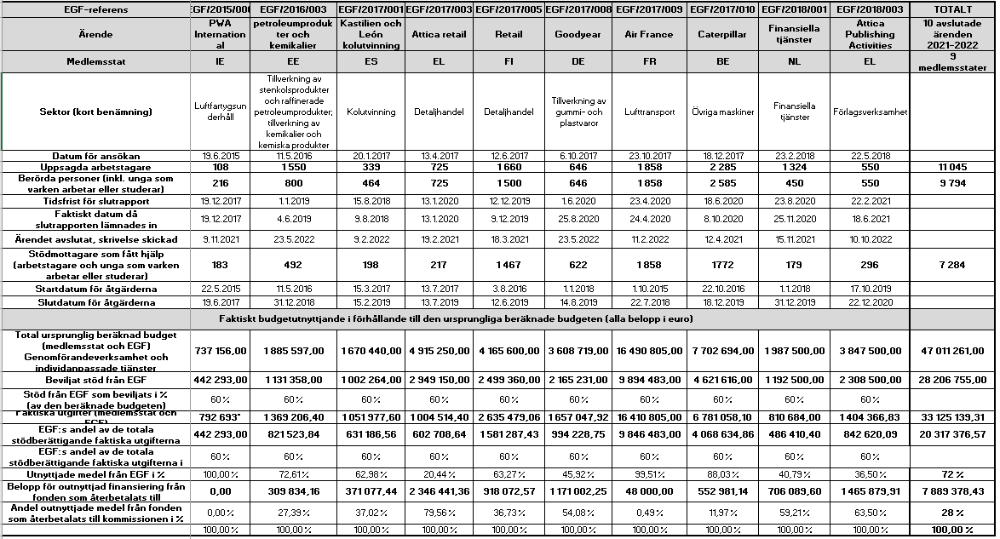 EGF-referens EGF/2015/00 EGF/2016/003 EGF/2017/001 EGF/2017/003 EGF/2017/005 EGF/2017/008 EGF/2017/009 EGF/2017/010 EGF/2018/001 EGF/2018/003 TOTALT
Ärende PWA Internation al petroleumproduk ter och kemikalier Kastilien och León kolutvinning Attica retail Retail Goodyear Air France Caterpillar Finansiella tjänster Attica Publishing Activities 10 avslutade ärenden 2021-2022
Medlemsstat IE EE ES EL FI DE FR BE NL EL 9 medlemsstater
Sektor (kort benämning) Luftfartygsun derhåll Tillverkning av stenkolsprodukter och raffinerade petroleumprodukter; tillverkning av kemikalier och kemiska produkter Kolutvinning Detaljhandel Detaljhandel Tillverkning av gummi- och plastvaror Lufttransport Övriga maskiner Finansiella tjänster Förlagsverksamhet
Datum för ansökan 19.6.2015 11.5.2016 20.1.2017 13.4.2017 12.6.2017 6.10.2017 23.10.2017 18.12.2017 23.2.2018 22.5.2018
Uppsagda arbetstagare 108 1 550 339 725 1 660 646 1 858 2 285 1 324 550 11 045
Berörda personer (inkl. unga som varken arbetar eller studerar) 216 800 464 725 1 500 646 1 858 2 585 450 550 9 794
Tidsfrist för slutrapport 19.12.2017 1.1.2019 15.8.2018 13.1.2020 12.12.2019 1.6.2020 23.4.2020 18.6.2020 23.8.2020 22.2.2021
Faktiskt datum då slutrapporten lämnades in 19.12.2017 4.6.2019 9.8.2018 13.1.2020 9.12.2019 25.8.2020 24.4.2020 8.10.2020 25.11.2020 18.6.2021
Ärendet avslutat, skrivelse skickad 9.11.2021 23.5.2022 9.2.2022 19.2.2021 18.3.2021 23.5.2022 11.2.2022 12.4.2021 15.11.2021 10.10.2022
Stödmottagare som fått hjälp (arbetstagare och unga som varken arbetar eller studerar) 183 492 198 217 1 467 622 1 858 1772 179 296 7 284
Startdatum för åtgärderna 22.5.2015 11.5.2016 15.3.2017 13.7.2017 3.8.2016 1.1.2018 1.10.2015 22.10.2016 1.1.2018 17.10.2019
Slutdatum för åtgärderna 19.6.2017 31.12.2018 15.2.2019 13.7.2019 12.6.2019 14.8.2019 22.7.2018 18.12.2019 31.12.2019 22.12.2020
Faktiskt budgetutnyttjande i förhållande till den ursprungliga beräknade budgeten (alla belopp i euro)
Total ursprunglig beräknad budget (medlemsstat och EGF) Genomförandeverksamhet och individanpassade tjänster 737 156,00 1 885 597,00 1 670 440,00 4 915 250,00 4 165 600,00 3 608 719,00 16 490 805,00 7 702 694,00 1 987 500,00 3 847 500,00 47 011 261,00
Beviljat stöd från EGF 442 293,00 1 131 358,00 1 002 264,00 2 949 150,00 2 499 360,00 2 165 231,00 9 894 483,00 4 621 616,00 1 192 500,00 2 308 500,00 28 206 755,00
Stöd från EGF som beviljats i % (av den beräknade budgeten) 60% 60% 60% 60% 60% 60% 60% 60% 60% 60%
Faktiska utgifter (medlemsstat och EGF) 792 693* 1 369 206,40 1 051 977,60 1 004 514,40 2 635 479,06 1 657 047,92 16 410 805,00 6 781 058,10 810 684,00 1 404 366,83 33 125 139,31
EGF:s andel av de totala stödberättigande faktiska utgifterna 442 293,00 821 523,84 631 186,56 602 708,64 1 581 287,43 994 228,75 9 846 483,00 4 068 634,86 486 410,40 842 620,09 20 317 376,57
EGF:s andel av de totala stödberättigande faktiska utgifterna i 60% 60% 60% 60% 60% 60% 60% 60% 60% 60%
Utnyttjade medel från EGF i % 100,00% 72,61% 62,98% 20,44% 63,27% 45,92% 99,51% 88,03% 40,79% 36,50% 72 %
Belopp för outnyttjad finansiering från fonden som återbetalats till 0,00 309 834,16 371 077,44 2 346 441,36 918 072,57 1 171 002,25 48 000,00 552 981,14 706 089,60 1 465 879,91 7 889 378,43
Andel outnyttjade medel från fonden som återbetalats till kommissionen i % 0,00% 27,39% 37,02% 79,56% 36,73% 54,08% 0,49% 11,97% 59,21% 63,50% 28 %
100,00% 100,00% 100,00% 100,00% 100,00% 100,00% 100,00% 100,00% 100,00% 100,00% 100,00 %